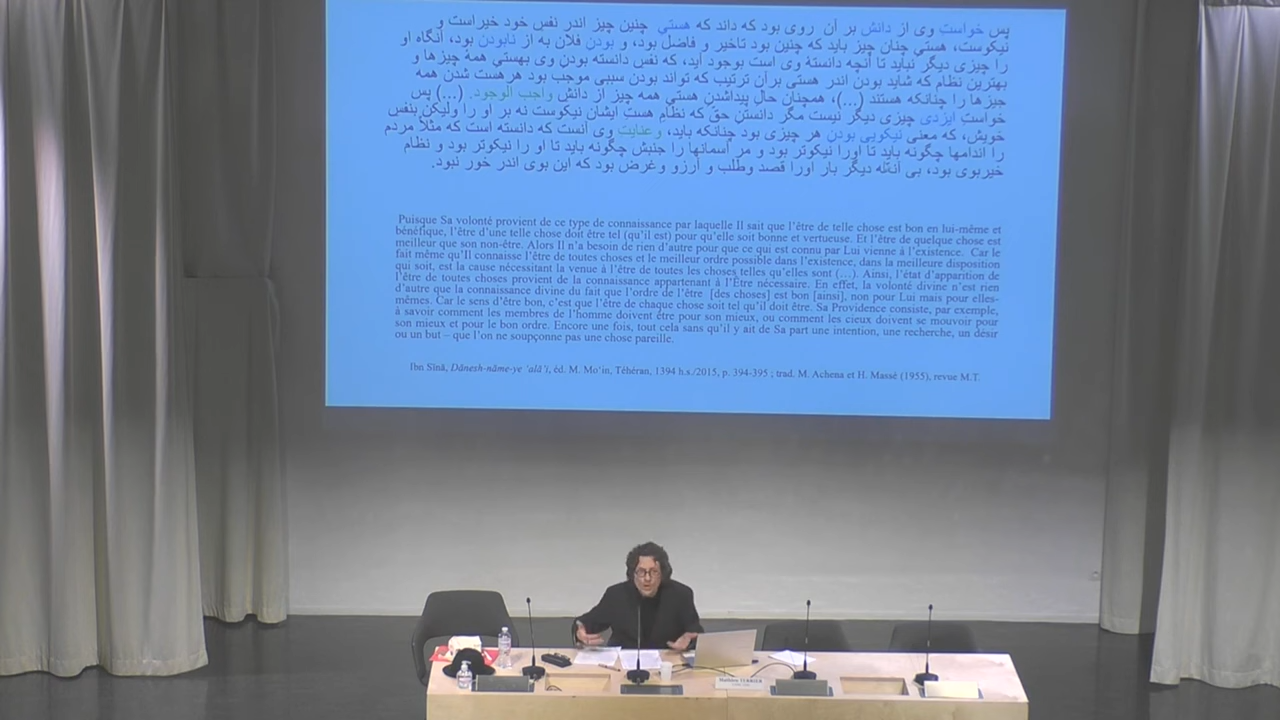 پس خواست وی از دانش بر آن روی بود که داند که هستی چنین چیز اندر نفس خود خیر است و
نیکوست، هستی چنان چیز باید که چنین بود تاخیر و فاضل بود، و بودن فلان به از نابودن بود، آنگاه او
را چیزی دیگر نباید تا آنچه دانستهٔ وی است بوجود آید، که نفس دانسته بودن وی بهستی همهٔ چیزها و
بهترین نظام که شاید بودن اندر هستی برآن ترتیب که تواند بودن سببی موجب بود هر هست شدن همه
چیزها را چنانکه هستند (...)، همچنان حال پیداشدن هستی همه چیز از دانش واجب الوجود. (...) پس
خواست ایزدی چیزی دیگر نیست مگر دانستن حقّ که نظام هست ایشان نیکوست نه بر او را ولیکن بنفس
خویش، که معنی نیکویی بودن هر چیزی بود چنانکه باید، و عنایت وی آنست که دانسته است که مثلاً مردم
را اندامها چگونه باید تا اورا نیکوتر بود و مر آسمانها را جنبش چگونه باید تا او را نیکوتر بود و نظام
خیربوی بود، بی آنکه دیگر بار اورا قصد وطلب و آرزو وغرض بود که این بوی اندر خور نبود.
Puisque Sa volonté provient de ce type de connaissance par laquelle Il sait que l'être de telle chose est bon en lui-même et
bénéfique, l'être d'une telle chose doit être tel (qu'il est) pour qu'elle soit bonne et vertueuse. Et l'être de quelque chose est
meilleur que son non-être. Alors Il n'a besoin de rien d'autre pour que ce qui est connu par Lui vienne à l'existence. Car le
fait même qu'Il connaisse l'être de toutes choses et le meilleur ordre possible dans l'existence, dans la meilleure disposition
qui soit, est la cause nécessitant la venue à l'être de toutes les choses telles qu'elles sont (…). Ainsi, l'état d'apparition de
l'être de toutes choses provient de la connaissance appartenant à l'Être nécessaire. En effet, la volonté divine n'est rien
d'autre que la connaissance divine du fait que l'ordre de l'être [des choses] est bon [ainsi], non pour Lui mais pour elles-
mêmes. Car le sens d'être bon, c'est que l'être de chaque chose soit tel qu'il doit être. Sa Providence consiste, par exemple,
à savoir comment les membres de l'homme doivent être pour son mieux, ou comment les cieux doivent se mouvoir pour
son mieux et pour le bon ordre. Encore une fois, tout cela sans qu'il y ait de Sa part une intention, une recherche, un désir
ou un but – que l'on ne soupçonne pas une chose pareille.
Ibn Sīnā, Dānesh-nāme-ye 'alā'ī, éd. M. Mo'in, Téhéran, 1394 h.s./2015, p. 394-395 ; trad. M. Achena et H. Massé (1955), revue M.T.
Mathieu TERRIER